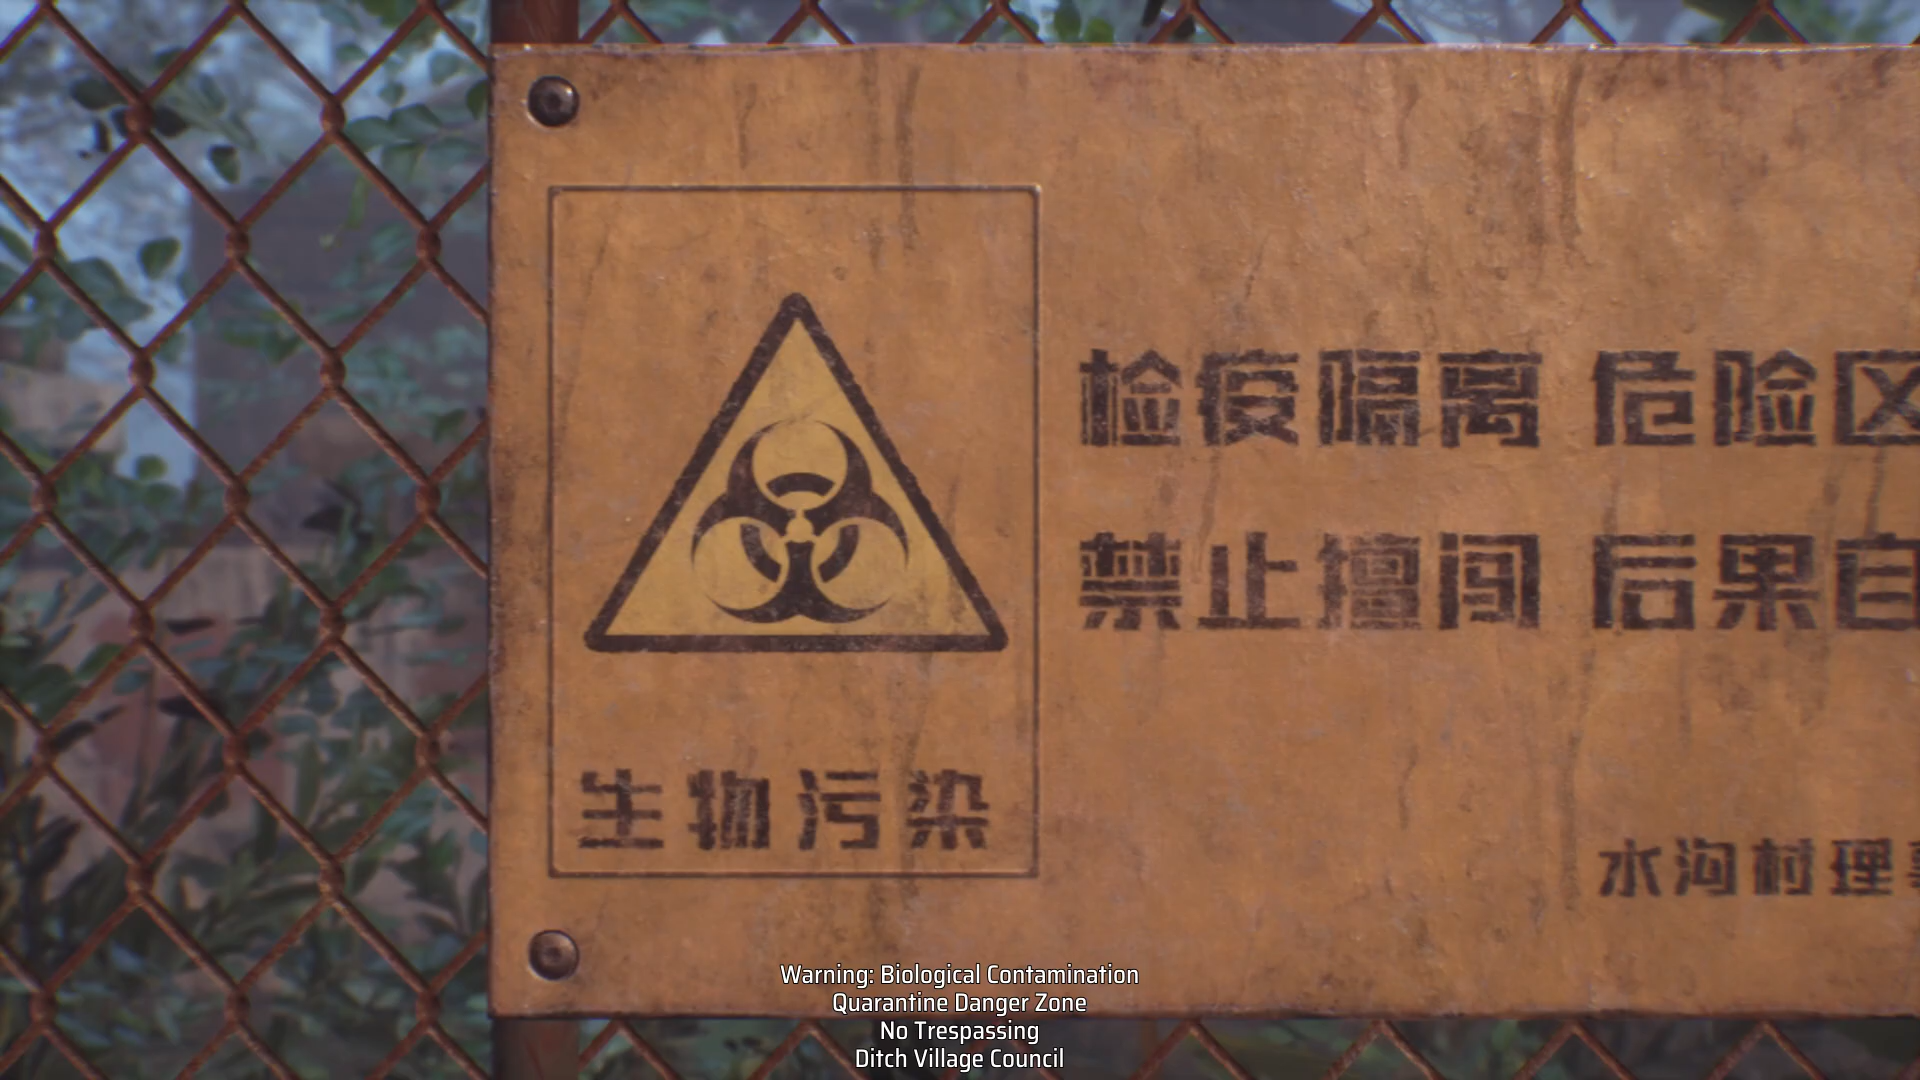 检疫隔离 危险区
禁止擅闯 后果自
生物污染
水沟村理
Warning: Biological Contamination
Quarantine Danger Zone
No Trespassing
Ditch Village Council